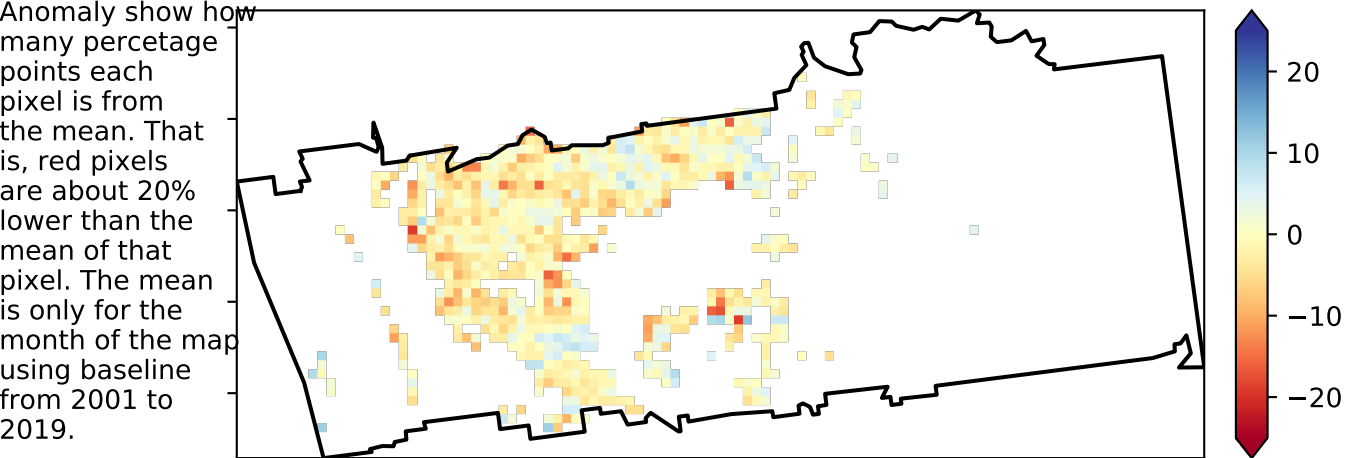 Anomaly show how
many percetage
points each
pixel is from
the mean. That
is, red pixels
are about 20%
lower than the
mean of that
pixel. The mean
is only for the
month of the map
using baseline
from 2001 to
2019.
20
10
0
−10
−20